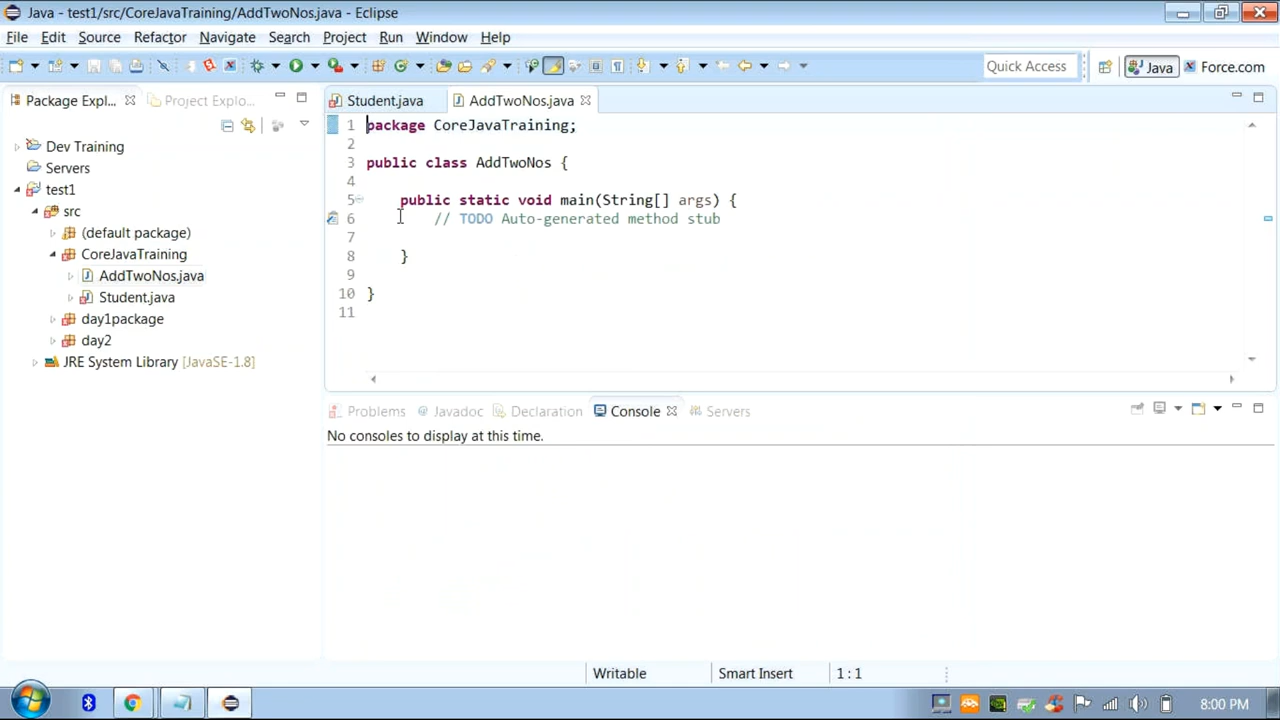 Java - test1/src/CoreJavaTraining/AddTwoNos.java - Eclipse
File Edit Source Refactor Navigate Search Project Run Window Help
Quick Access Java Force.com
Package Expl... Project Explo...
Student.java AddTwoNos.java
Dev Training
Servers
test1
src
(default package)
CoreJavaTraining
AddTwoNos.java
Student.java
day1package
day2
JRE System Library [JavaSE-1.8]
1 package CoreJavaTraining;
2
3 public class AddTwoNos {
4
5 public static void main(String[] args) {
6 // TODO Auto-generated method stub
7
8 }
9
10 }
11
Problems @ Javadoc Declaration Console Servers
No consoles to display at this time.
Writable Smart Insert 1 : 1
8:00 PM